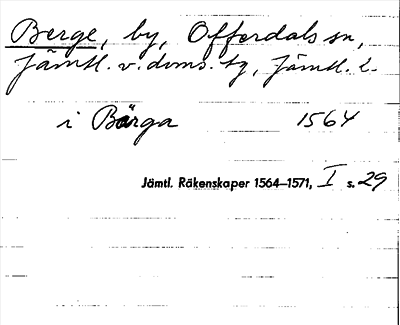 Berge, by, Offerdals sn,
Jämtl. v. doms. tg, Jämtl. l.
i Bärga 1564
Jämtl. Räkenskaper 1564–1571, I s. 29